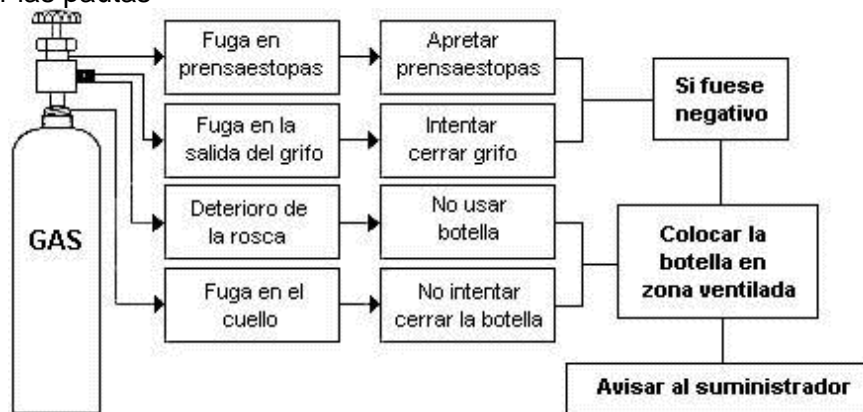 las pautas
Fuga en
prensaestopas
Apretar
prensaestopas
Si fuese
negativo
Fuga en la
salida del grifo
Intentar
cerrar grifo
GAS
Deterioro de
la rosca
No usar
botella
Colocar la
botella en
zona ventilada
Fuga en el
cuello
No intentar
cerrar la botella
Avisar al suministrador